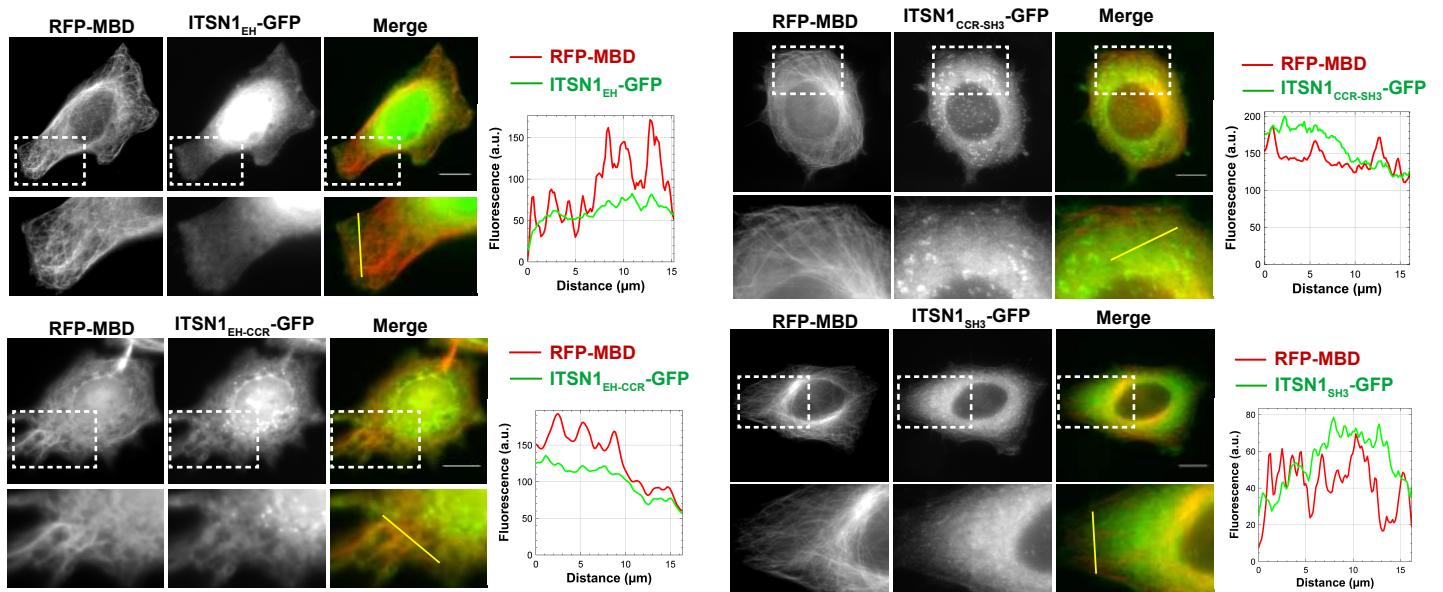 RFP-MBD ITSN1EH-GFP Merge
RFP-MBD
ITSN1EH-GFP
Fluorescence (a.u.)
150
100
50
0
0 5 10 15
Distance (µm)
RFP-MBD ITSN1CCR-SH3-GFP Merge
RFP-MBD
ITSN1CCR-SH3-GFP
Fluorescence (a.u.)
200
150
100
50
0
0 5 10 15
Distance (µm)
RFP-MBD ITSN1EH-CCR-GFP Merge
RFP-MBD
ITSN1EH-CCR-GFP
Fluorescence (a.u.)
150
100
50
0
0 5 10 15
Distance (µm)
RFP-MBD ITSN1SH3-GFP Merge
RFP-MBD
ITSN1SH3-GFP
Fluorescence (a.u.)
80
60
40
20
0
0 5 10 15
Distance (µm)